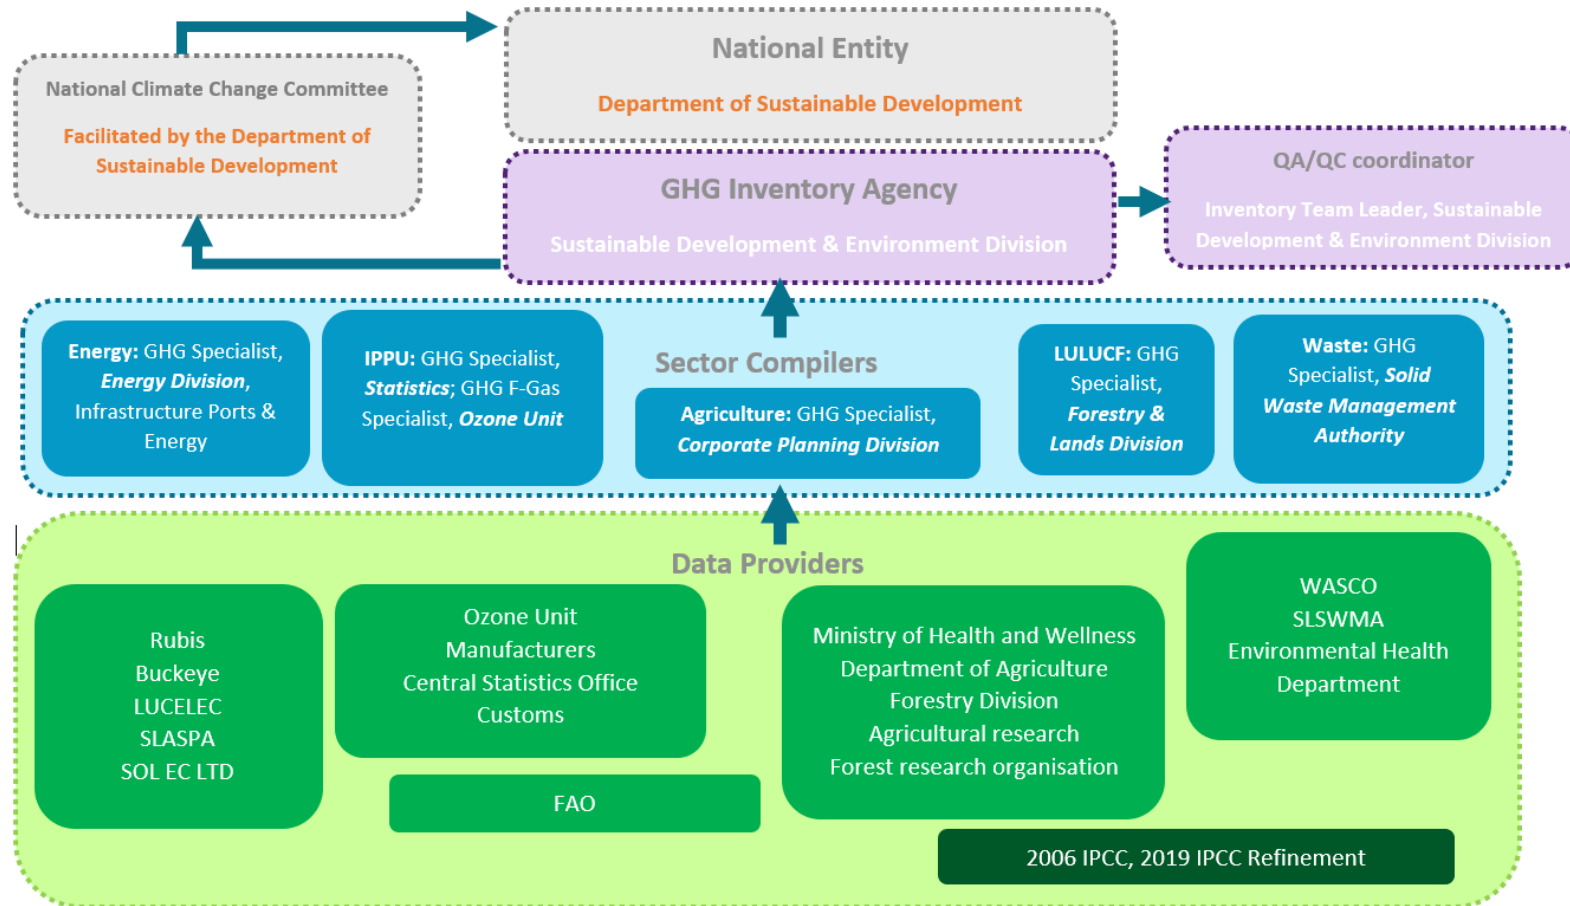 National Entity
Department of Sustainable Development
National Climate Change Committee
Facilitated by the Department of
Sustainable Development
GHG Inventory Agency
Sustainable Development & Environment Division
QA/QC coordinator
Inventory Team Leader, Sustainable
Development & Environment Division
Sector Compilers
Energy: GHG Specialist,
Energy Division,
Infrastructure Ports &
Energy
IPPU: GHG Specialist,
Statistics; GHG F-Gas
Specialist, Ozone Unit
Agriculture: GHG Specialist,
Corporate Planning Division
LULUCF: GHG
Specialist,
Forestry &
Lands Division
Waste: GHG
Specialist, Solid
Waste Management
Authority
Data Providers
Rubis
Buckeye
LUCELEC
SLASPA
SOL EC LTD
Ozone Unit
Manufacturers
Central Statistics Office
Customs
FAO
Ministry of Health and Wellness
Department of Agriculture
Forestry Division
Agricultural research
Forest research organisation
WASCO
SLSWMA
Environmental Health
Department
2006 IPCC, 2019 IPCC Refinement